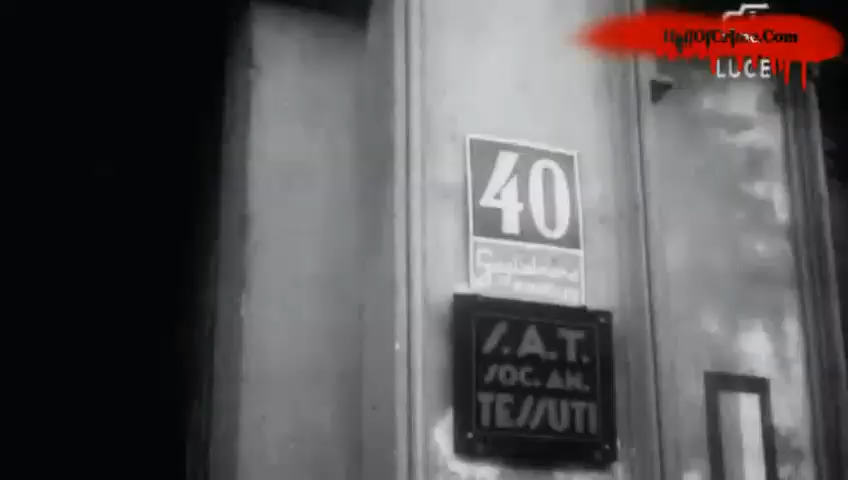 HallOfCrime.Com
LUCE
40
S.A.T.
SOC. AN.
TESSUTI